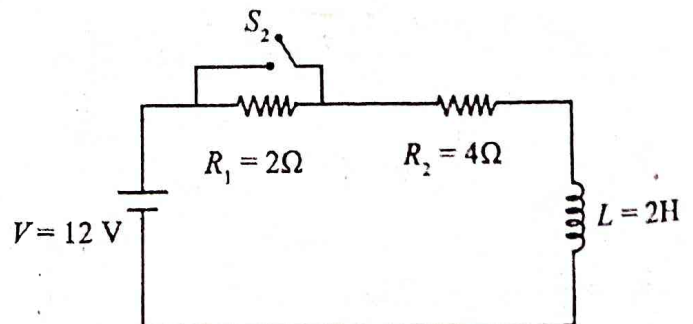 S₂
R₁ = 2Ω
R₂ = 4Ω
V = 12 V
L = 2H